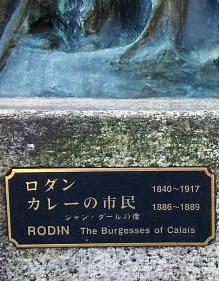 ロダン 1840〜1917
カレーの市民 1886〜1889
ジャン・ダールの像
RODIN The Burgesses of Calais